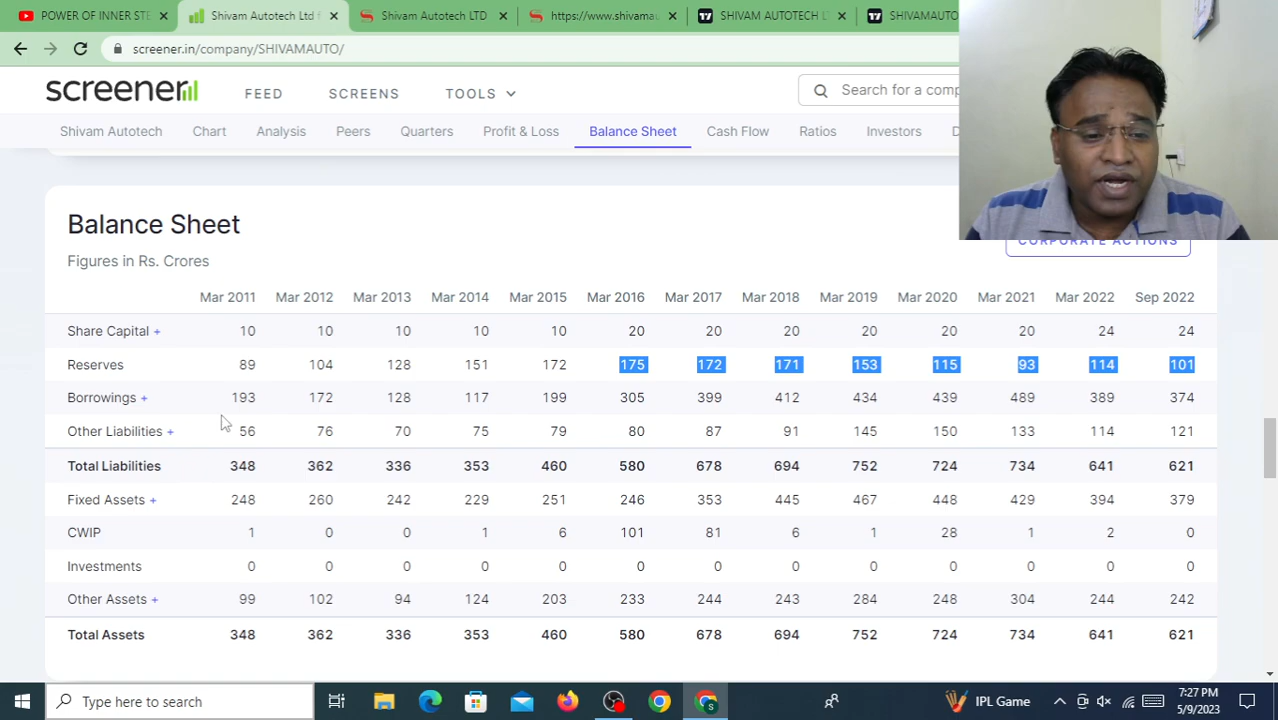 POWER OF INNER STE
Shivam Autotech Ltd f
Shivam Autotech LTD
https://www.shivamau
SHIVAM AUTOTECH LT
SHIVAMAUTO
screener.in/company/SHIVAMAUTO/
screener FEED SCREENS TOOLS Search for a comp
Shivam Autotech Chart Analysis Peers Quarters Profit & Loss Balance Sheet Cash Flow Ratios Investors D
Balance Sheet
CORPORATE ACTIONS
Figures in Rs. Crores
Mar 2011 Mar 2012 Mar 2013 Mar 2014 Mar 2015 Mar 2016 Mar 2017 Mar 2018 Mar 2019 Mar 2020 Mar 2021 Mar 2022 Sep 2022
Share Capital + 10 10 10 10 10 20 20 20 20 20 20 24 24
Reserves 89 104 128 151 172 175 172 171 153 115 93 114 101
Borrowings + 193 172 128 117 199 305 399 412 434 439 489 389 374
Other Liabilities + 56 76 70 75 79 80 87 91 145 150 133 114 121
Total Liabilities 348 362 336 353 460 580 678 694 752 724 734 641 621
Fixed Assets + 248 260 242 229 251 246 353 445 467 448 429 394 379
CWIP 1 0 0 1 6 101 81 6 1 28 1 2 0
Investments 0 0 0 0 0 0 0 0 0 0 0 0 0
Other Assets + 99 102 94 124 203 233 244 243 284 248 304 244 242
Total Assets 348 362 336 353 460 580 678 694 752 724 734 641 621
Type here to search
IPL Game
7:27 PM
5/9/2023